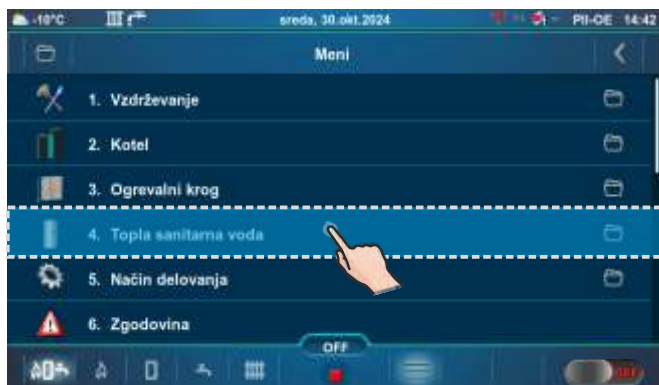 -10°C sreda, 30.okt.2024 PII-OE 14:42
Meni
1. Vzdrževanje
2. Kotel
3. Ogrevalni krog
4. Topla sanitarna voda
5. Način delovanja
6. Zgodovina
OFF
OFF